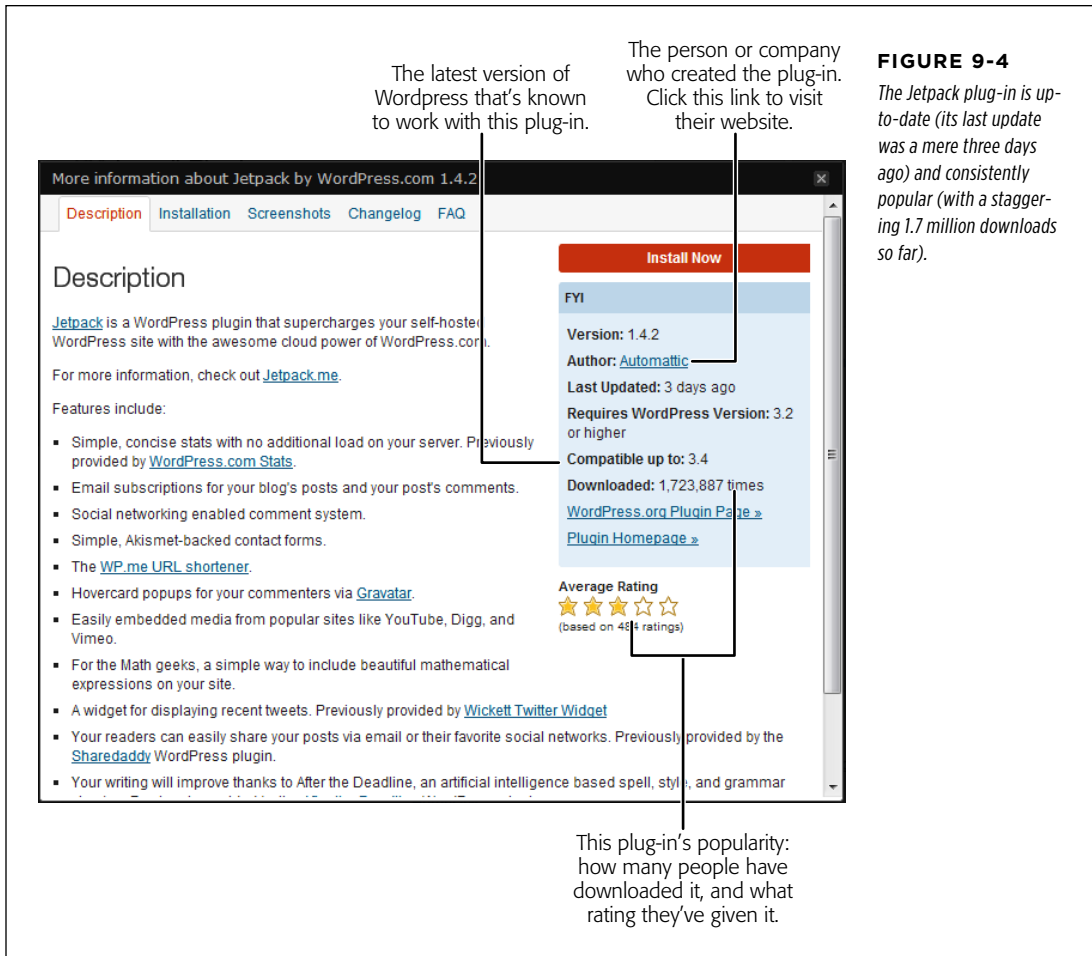 The latest version of
Wordpress that's known
to work with this plug-in.
The person or company
who created the plug-in.
Click this link to visit
their website.
FIGURE 9-4
The Jetpack plug-in is up-
to-date (its last update
was a mere three days
ago) and consistently
popular (with a stagger-
ing 1.7 million downloads
so far).
More information about Jetpack by WordPress.com 1.4.2
Description Installation Screenshots Changelog FAQ
Description
Jetpack is a WordPress plugin that supercharges your self-hosted
WordPress site with the awesome cloud power of WordPress.com.
For more information, check out Jetpack.me.
Features include:
▪ Simple, concise stats with no additional load on your server. Previously
provided by WordPress.com Stats.
▪ Email subscriptions for your blog's posts and your post's comments.
▪ Social networking enabled comment system.
▪ Simple, Akismet-backed contact forms.
▪ The WP.me URL shortener.
▪ Hovercard popups for your commenters via Gravatar.
▪ Easily embedded media from popular sites like YouTube, Digg, and
Vimeo.
▪ For the Math geeks, a simple way to include beautiful mathematical
expressions on your site.
▪ A widget for displaying recent tweets. Previously provided by Wickett Twitter Widget
▪ Your readers can easily share your posts via email or their favorite social networks. Previously provided by the
Sharedaddy WordPress plugin.
▪ Your writing will improve thanks to After the Deadline, an artificial intelligence based spell, style, and grammar
Install Now
FYI
Version: 1.4.2
Author: Automattic
Last Updated: 3 days ago
Requires WordPress Version: 3.2
or higher
Compatible up to: 3.4
Downloaded: 1,723,887 times
WordPress.org Plugin Page »
Plugin Homepage »
Average Rating
(based on 484 ratings)
This plug-in's popularity:
how many people have
downloaded it, and what
rating they've given it.